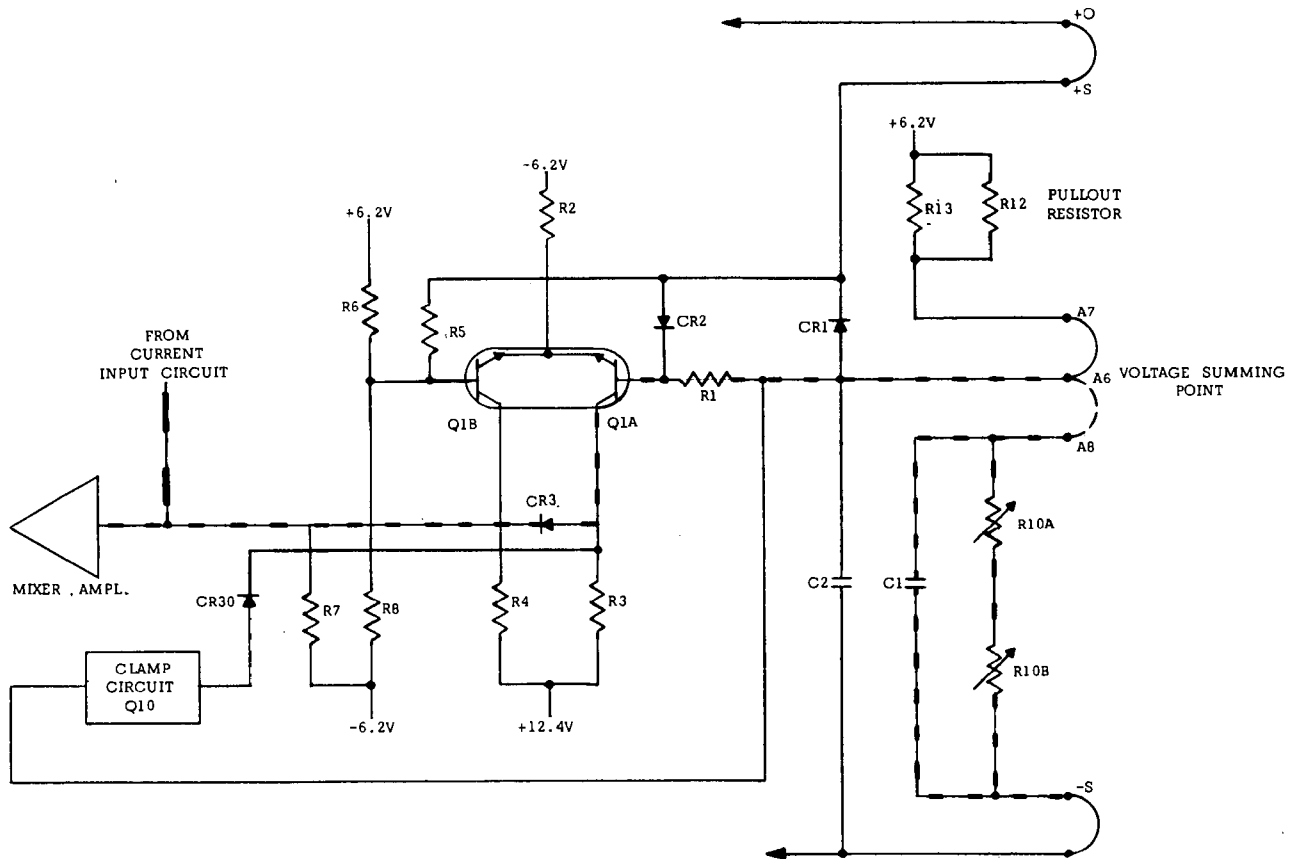 +O
+S
+6.2V
-6.2V
R2
R13
R12
PULLOUT
RESISTOR
+6.2V
R6
R5
CR2
CR1
A7
FROM
CURRENT
INPUT CIRCUIT
R1
A6
VOLTAGE SUMMING
POINT
Q1B
Q1A
A8
CR3
R10A
MIXER AMPL.
CR30
R7
R8
R4
R3
C2
C1
CLAMP
CIRCUIT
Q10
R10B
-6.2V
+12.4V
-S